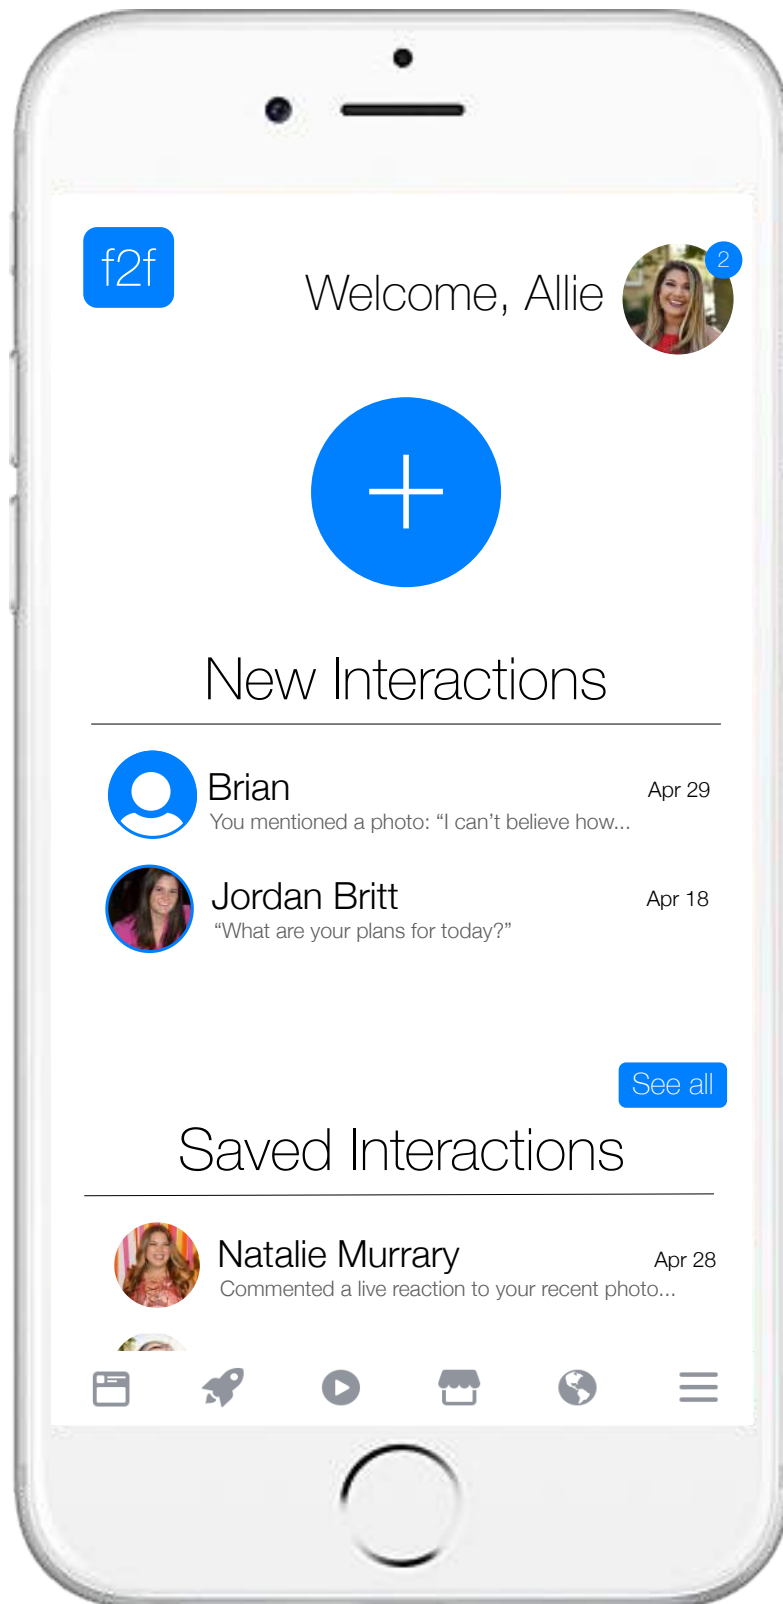 f2f
Welcome, Allie
2
New Interactions
Brian
Apr 29
You mentioned a photo: “I can’t believe how...
Jordan Britt
Apr 18
“What are your plans for today?”
See all
Saved Interactions
Natalie Murrary
Apr 28
Commented a live reaction to your recent photo...